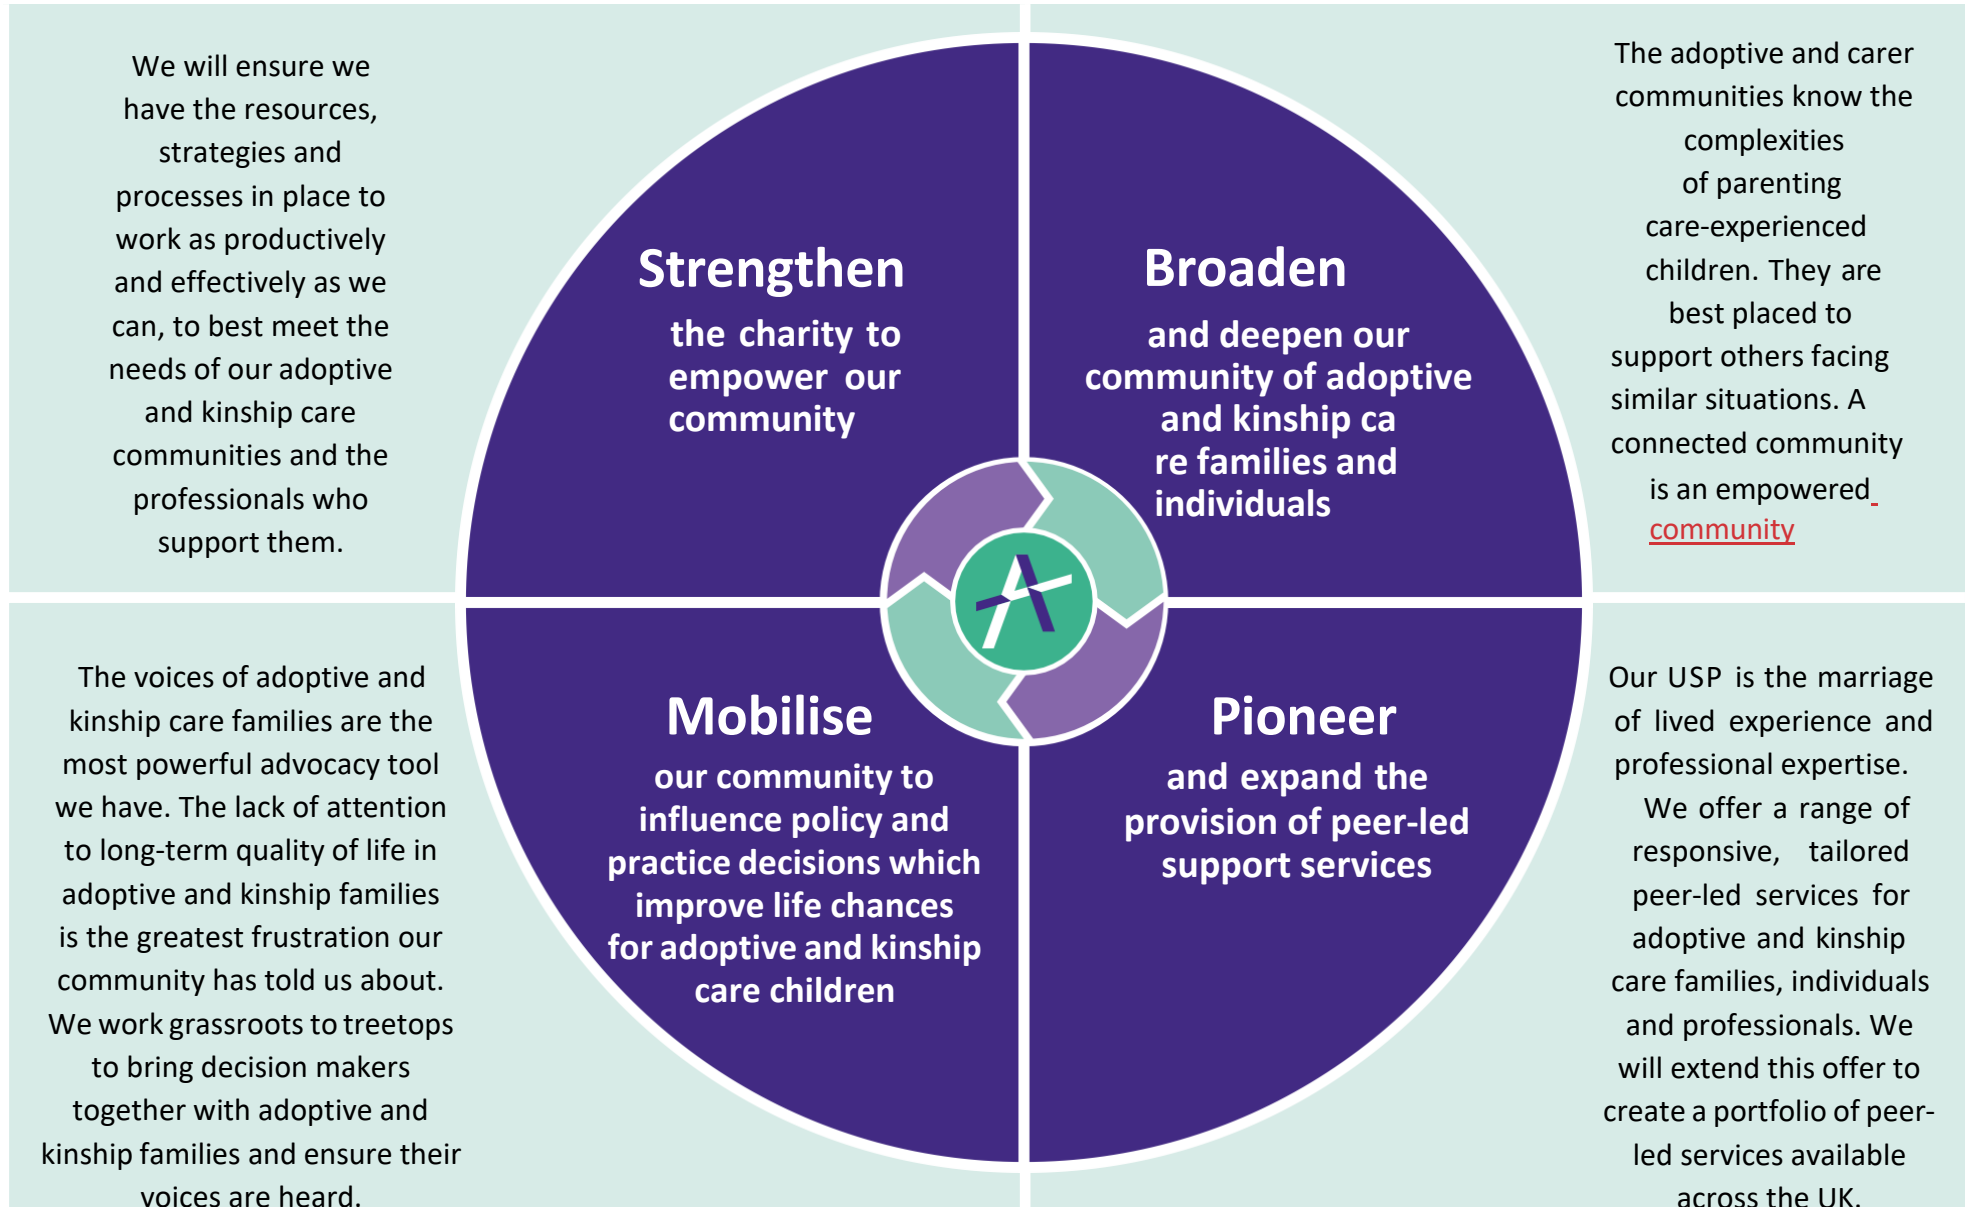 We will ensure we
have the resources,
strategies and
processes in place to
work as productively
and effectively as we
can, to best meet the
needs of our adoptive
and kinship care
communities and the
professionals who
support them.
Strengthen
the charity to
empower our
community
Broaden
and deepen our
community of adoptive
and kinship ca
re families and
individuals
The adoptive and carer
communities know the
complexities
of parenting
care-experienced
children. They are
best placed to
support others facing
similar situations. A
connected community
is an empowered
community
The voices of adoptive and
kinship care families are the
most powerful advocacy tool
we have. The lack of attention
to long-term quality of life in
adoptive and kinship families
is the greatest frustration our
community has told us about.
We work grassroots to treetops
to bring decision makers
together with adoptive and
kinship families and ensure their
voices are heard.
Mobilise
our community to
influence policy and
practice decisions which
improve life chances
for adoptive and kinship
care children
Pioneer
and expand the
provision of peer-led
support services
Our USP is the marriage
of lived experience and
professional expertise.
We offer a range of
responsive, tailored
peer-led services for
adoptive and kinship
care families, individuals
and professionals. We
will extend this offer to
create a portfolio of peer-
led services available
across the UK.